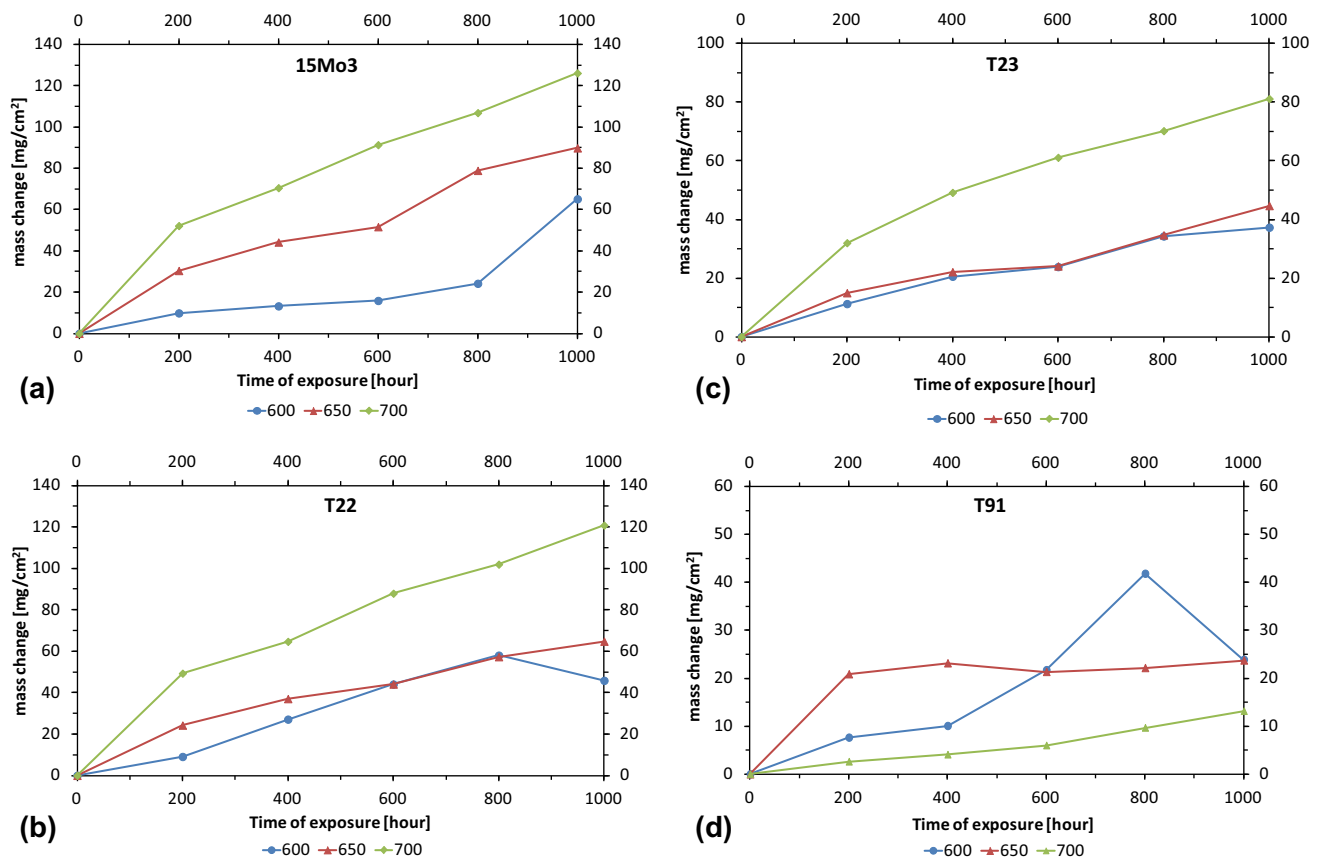 0 200 400 600 800 1000
15Mo3
mass change [mg/cm²]
140 120 100 80 60 40 20 0
140 120 100 80 60 40 20 0
0 200 400 600 800 1000
Time of exposure [hour]
(a)
600 650 700
0 200 400 600 800 1000
T23
mass change [mg/cm²]
100 80 60 40 20 0
100 80 60 40 20 0
0 200 400 600 800 1000
Time of exposure [hour]
(c)
600 650 700
0 200 400 600 800 1000
T22
mass change [mg/cm²]
140 120 100 80 60 40 20 0
140 120 100 80 60 40 20 0
0 200 400 600 800 1000
Time of exposure [hour]
(b)
600 650 700
0 200 400 600 800 1000
T91
mass change [mg/cm²]
60 50 40 30 20 10 0
60 50 40 30 20 10 0
0 200 400 600 800 1000
Time of exposure [hour]
(d)
600 650 700